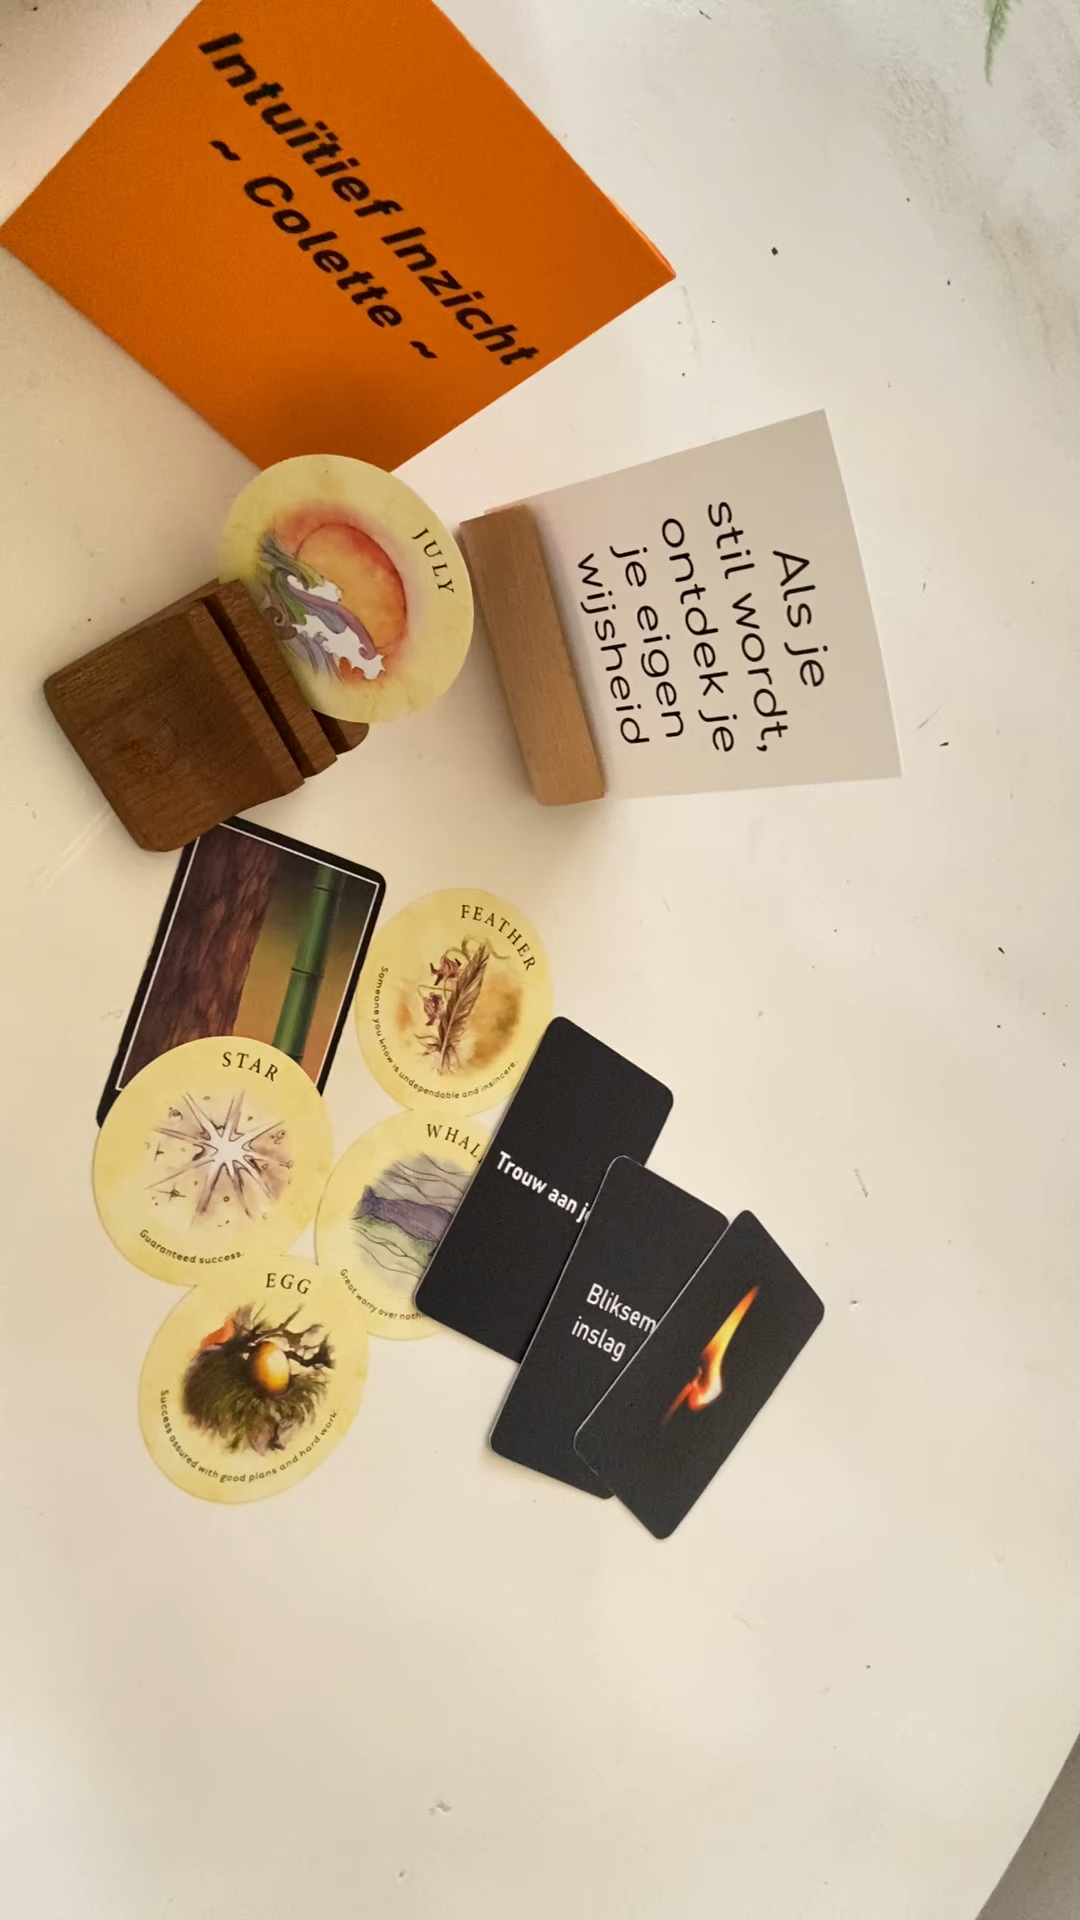 Intuïtief Inzicht
~ Colette ~
JULY
Als je
stil wordt,
ontdek je
je eigen
wijsheid
FEATHER
Someone you know is undependable and insincere.
STAR
Guaranteed success.
WHAL
Great worry over noth
EGG
Success assured with good plans and hard work.
Trouw aan je
Bliksem
inslag